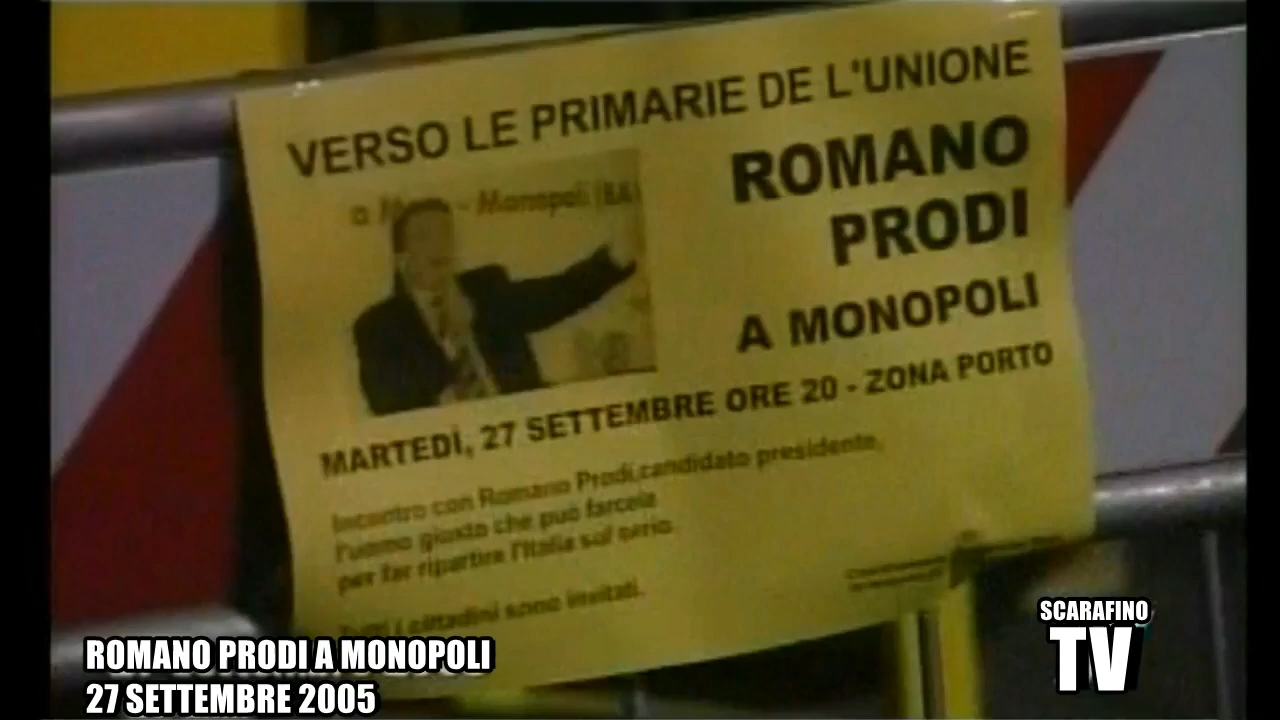 VERSO LE PRIMARIE DE L'UNIONE
ROMANO
PRODI
a - Monopoli (BA)
A MONOPOLI
MARTEDÌ, 27 SETTEMBRE ORE 20 - ZONA PORTO
Incontro con Romano Prodi, candidato presidente,
l'uomo giusto che può farcela
per far ripartire l'Italia sul serio.
Tutti i cittadini sono invitati.
ROMANO PRODI A MONOPOLI
27 SETTEMBRE 2005
SCARAFINO
TV